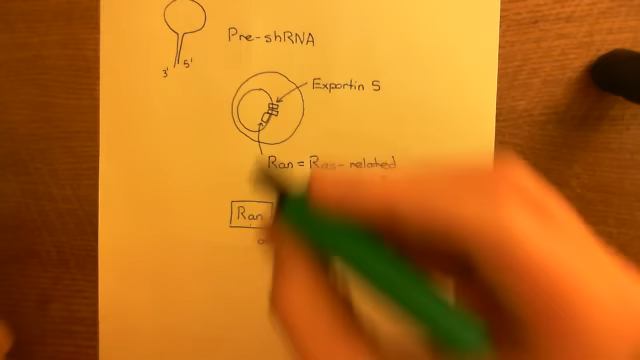 Pre-shRNA
3' 5'
Exportin 5
Ran = Ras-related
Ran